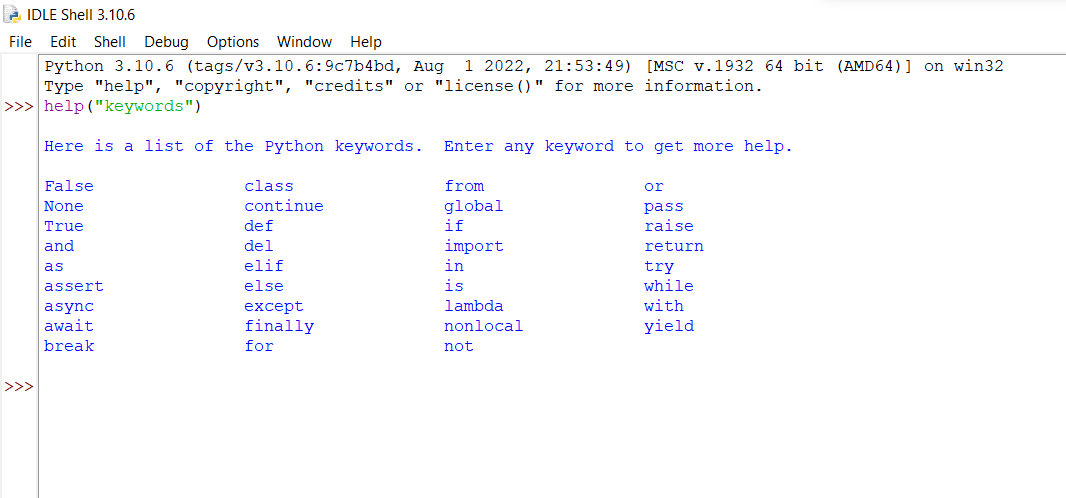 IDLE Shell 3.10.6
File Edit Shell Debug Options Window Help
Python 3.10.6 (tags/v3.10.6:9c7b4bd, Aug  1 2022, 21:53:49) [MSC v.1932 64 bit (AMD64)] on win32
Type "help", "copyright", "credits" or "license()" for more information.
>>> help("keywords")
Here is a list of the Python keywords.  Enter any keyword to get more help.
False               class               from                or
None                continue            global              pass
True                def                 if                  raise
and                 del                 import              return
as                  elif                in                  try
assert              else                is                  while
async               except              lambda              with
await               finally             nonlocal            yield
break               for                 not
>>>